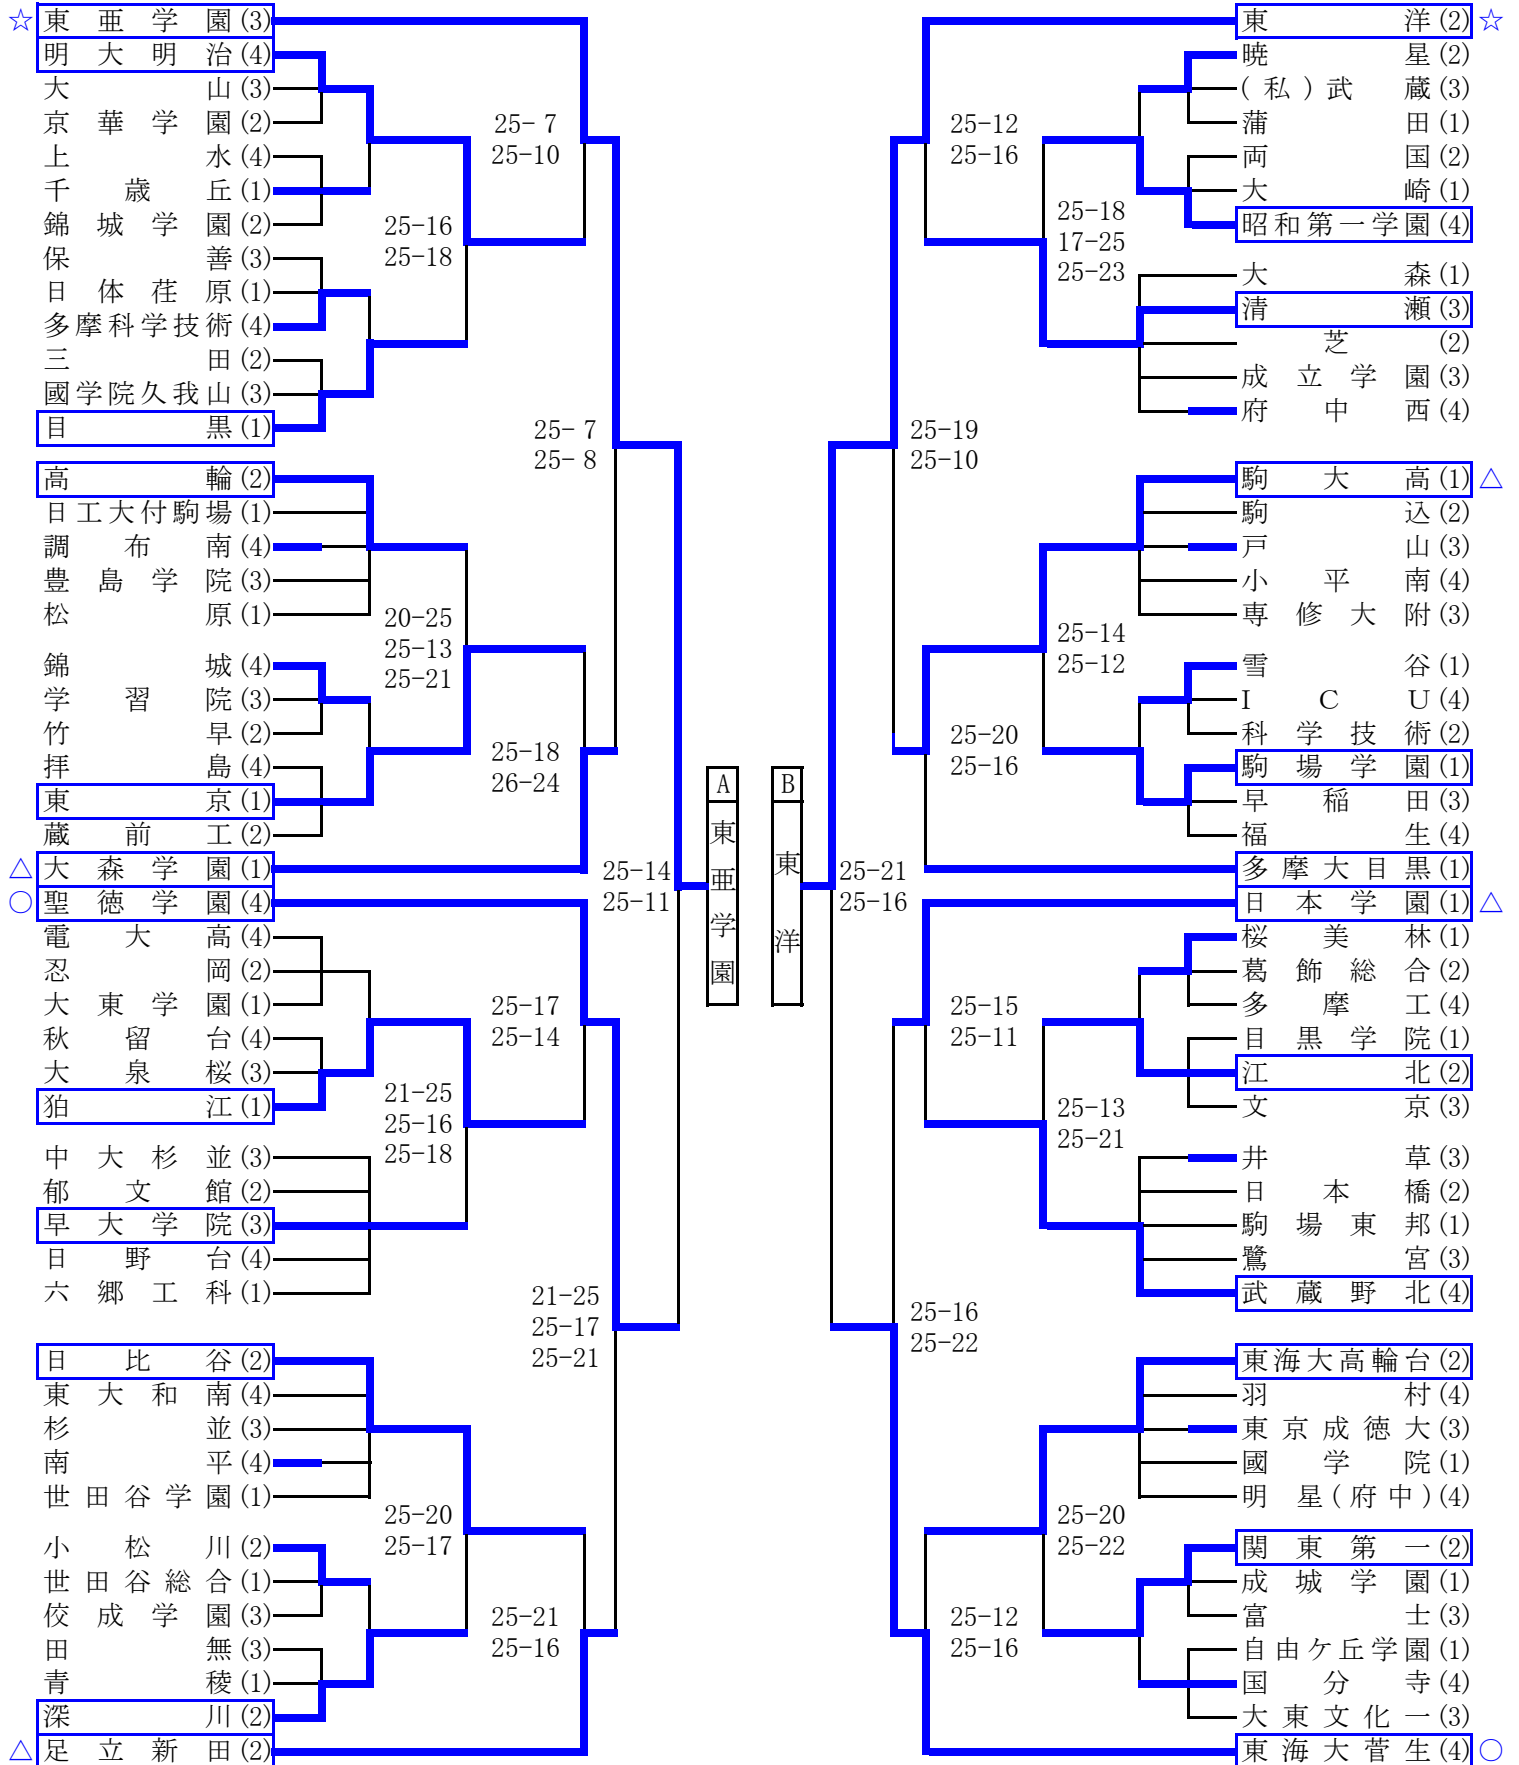 ☆東亜学園(3)
明大明治(4)
大山(3)
京華学園(2)
上水(4)
千歳丘(1)
錦城学園(2)
保善(3)
日体荏原(1)
多摩科学技術(4)
三田(2)
國学院久我山(3)
目黒(1)
高輪(2)
日工大付駒場(1)
調布南(4)
豊島学院(3)
松原(1)
錦城(4)
学習院(3)
竹早(2)
拝島(4)
東京(1)
蔵前工(2)
△大森学園(1)
○聖徳学園(4)
電大高(4)
忍岡(2)
大東学園(1)
秋留台(4)
大泉桜(3)
狛江(1)
中大杉並(3)
郁文館(2)
早大学院(3)
日野台(4)
六郷工科(1)
日比谷(2)
東大和南(4)
杉並(3)
南平(4)
世田谷学園(1)
小松川(2)
世田谷総合(1)
佼成学園(3)
田無(3)
青稜(1)
深川(2)
△足立新田(2)
25-16
25-18
20-25
25-13
25-21
21-25
25-16
25-18
25-20
25-17
25- 7
25-10
25-18
26-24
25-17
25-14
25-21
25-16
25- 7
25- 8
21-25
25-17
25-21
25-14
25-11
A
東亜学園
B
東洋
25-21
25-16
25-19
25-10
25-16
25-22
25-12
25-16
25-20
25-16
25-15
25-11
25-12
25-16
25-18
17-25
25-23
25-14
25-12
25-13
25-21
25-20
25-22
東洋(2)☆
暁星(2)
(私)武蔵(3)
蒲田(1)
両国(2)
大崎(1)
昭和第一学園(4)
大森(1)
清瀬(3)
芝(2)
成立学園(3)
府中西(4)
駒大高(1)△
駒込(2)
戸山(3)
小平南(4)
専修大附(3)
雪谷(1)
ICU(4)
科学技術(2)
駒場学園(1)
早稲田(3)
福生(4)
多摩大目黒(1)
日本学園(1)△
桜美林(1)
葛飾総合(2)
多摩工(4)
目黒学院(1)
江北(2)
文京(3)
井草(3)
日本橋(2)
駒場東邦(1)
鷺宮(3)
武蔵野北(4)
東海大高輪台(2)
羽村(4)
東京成徳大(3)
國学院(1)
明星(府中)(4)
関東第一(2)
成城学園(1)
富士(3)
自由ケ丘学園(1)
国分寺(4)
大東文化一(3)
東海大菅生(4)○